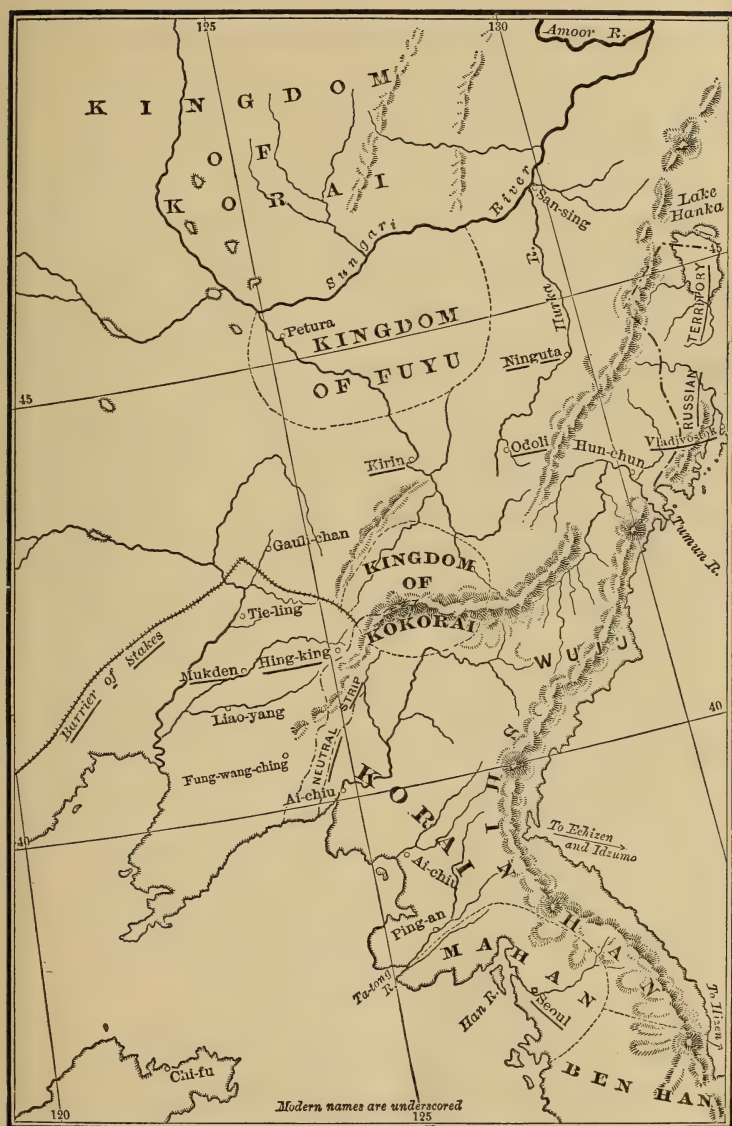 125
130
Amoor R.
KINGDOM
OF
KORAI
Sungari River
San-sing
Lake
Hanka
Hurka R.
45
TERRITORY
RUSSIAN
Petura
KINGDOM
OF FUYU
Ninguta
45
Odoli
Hun-chun
Vladivostok
Kirin
Tumun R.
Gauli-chan
KINGDOM
OF
KOKORAI
Tie-ling
Barrier of Stakes
Hing-king
Mukden
WUJU
Liao-yang
NEUTRAL STRIP
Fung-wang-ching
40
Ai-chiu
KORAI
SHINHAN
40
To Echizen
and Idzumo
Ai-chiu
Ping-an
MAHAN
Ta-tong
R.
Han R.
Seoul
To Hizen
BEN HAN
Chi-fu
Modern names are underscored
120
125